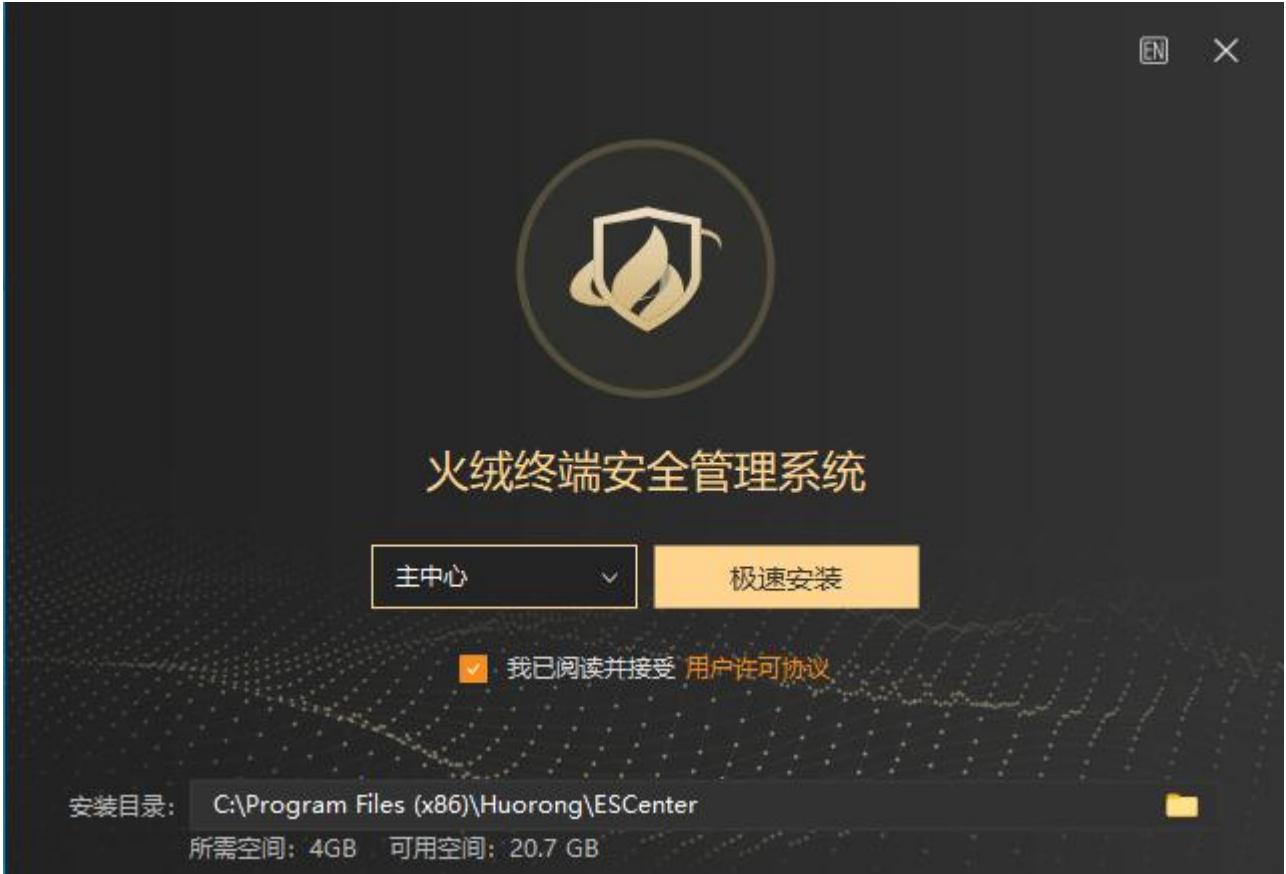 EN
火绒终端安全管理系统
主中心 极速安装
我已阅读并接受 用户许可协议
安装目录： C:\Program Files (x86)\Huorong\ESCenter
所需空间：4GB 可用空间：20.7 GB